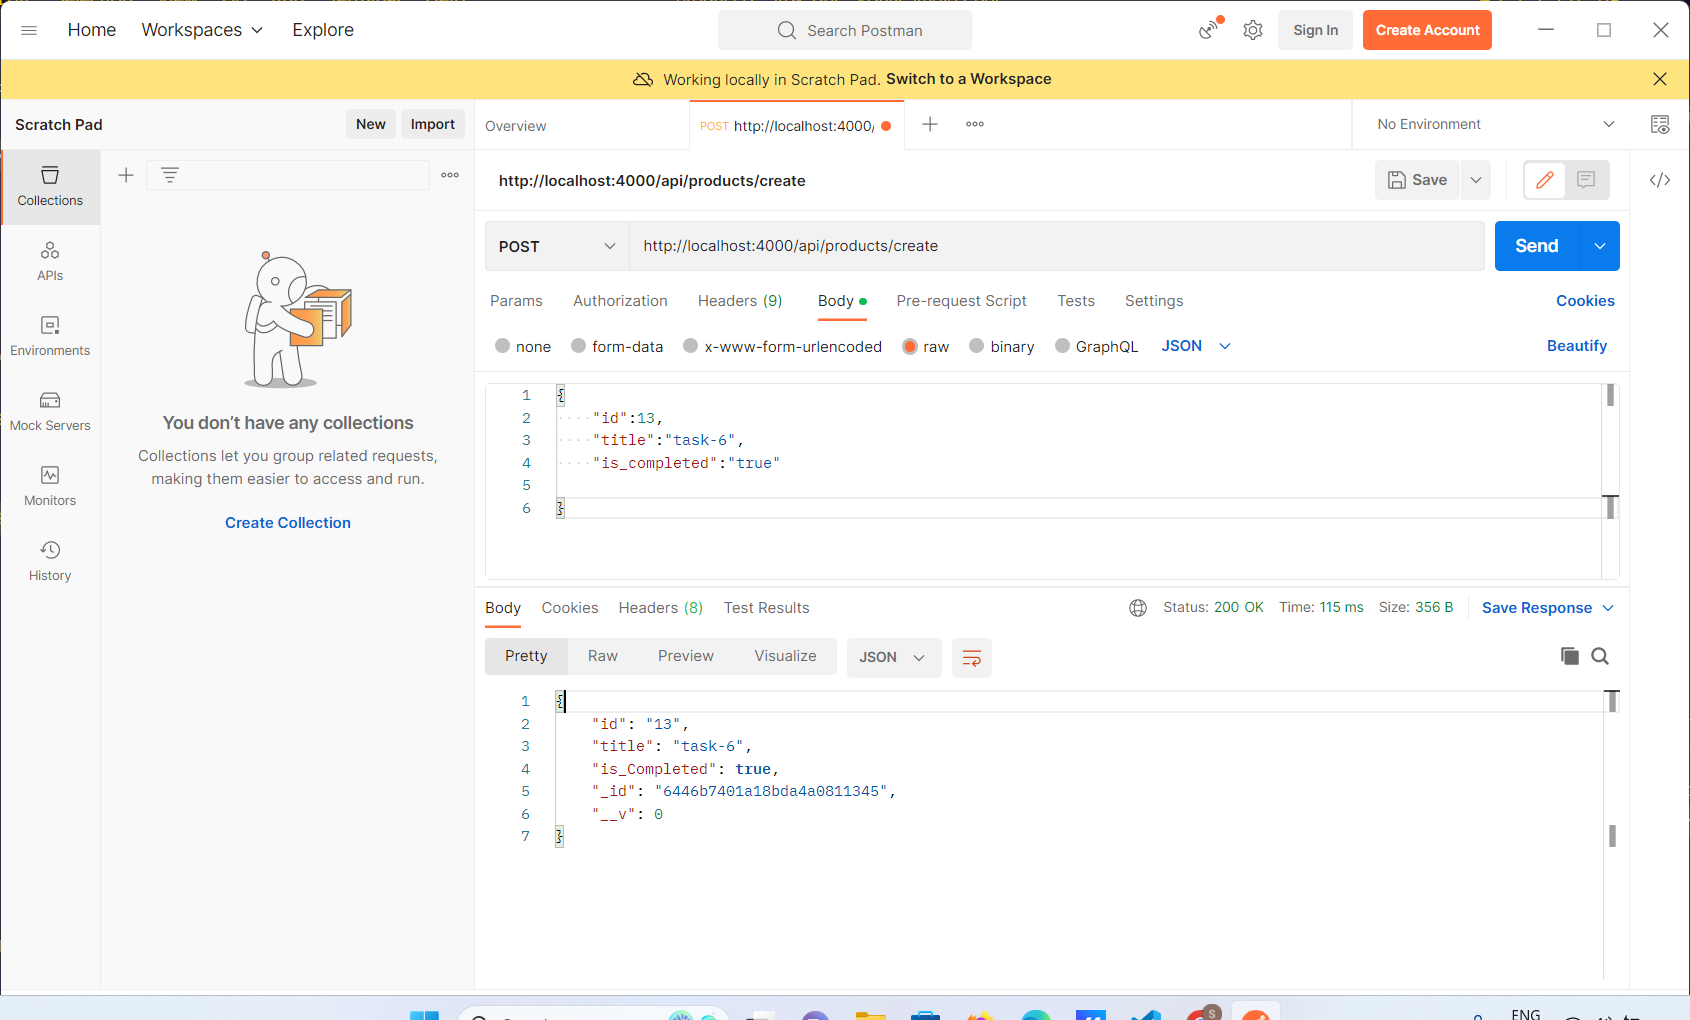 Home Workspaces Explore Search Postman Sign In Create Account
Working locally in Scratch Pad. Switch to a Workspace
Scratch Pad New Import Overview POST http://localhost:4000/ No Environment
Collections
APIs
Environments
Mock Servers
Monitors
History
You don’t have any collections
Collections let you group related requests,
making them easier to access and run.
Create Collection
http://localhost:4000/api/products/create Save
POST http://localhost:4000/api/products/create Send
Params Authorization Headers (9) Body Pre-request Script Tests Settings Cookies
none form-data x-www-form-urlencoded raw binary GraphQL JSON Beautify
1 {
2 "id":13,
3 "title":"task-6",
4 "is_completed":"true"
5
6 }
Body Cookies Headers (8) Test Results Status: 200 OK Time: 115 ms Size: 356 B Save Response
Pretty Raw Preview Visualize JSON
1 {
2 "id": "13",
3 "title": "task-6",
4 "is_Completed": true,
5 "_id": "6446b7401a18bda4a0811345",
6 "__v": 0
7 }
S
ENG